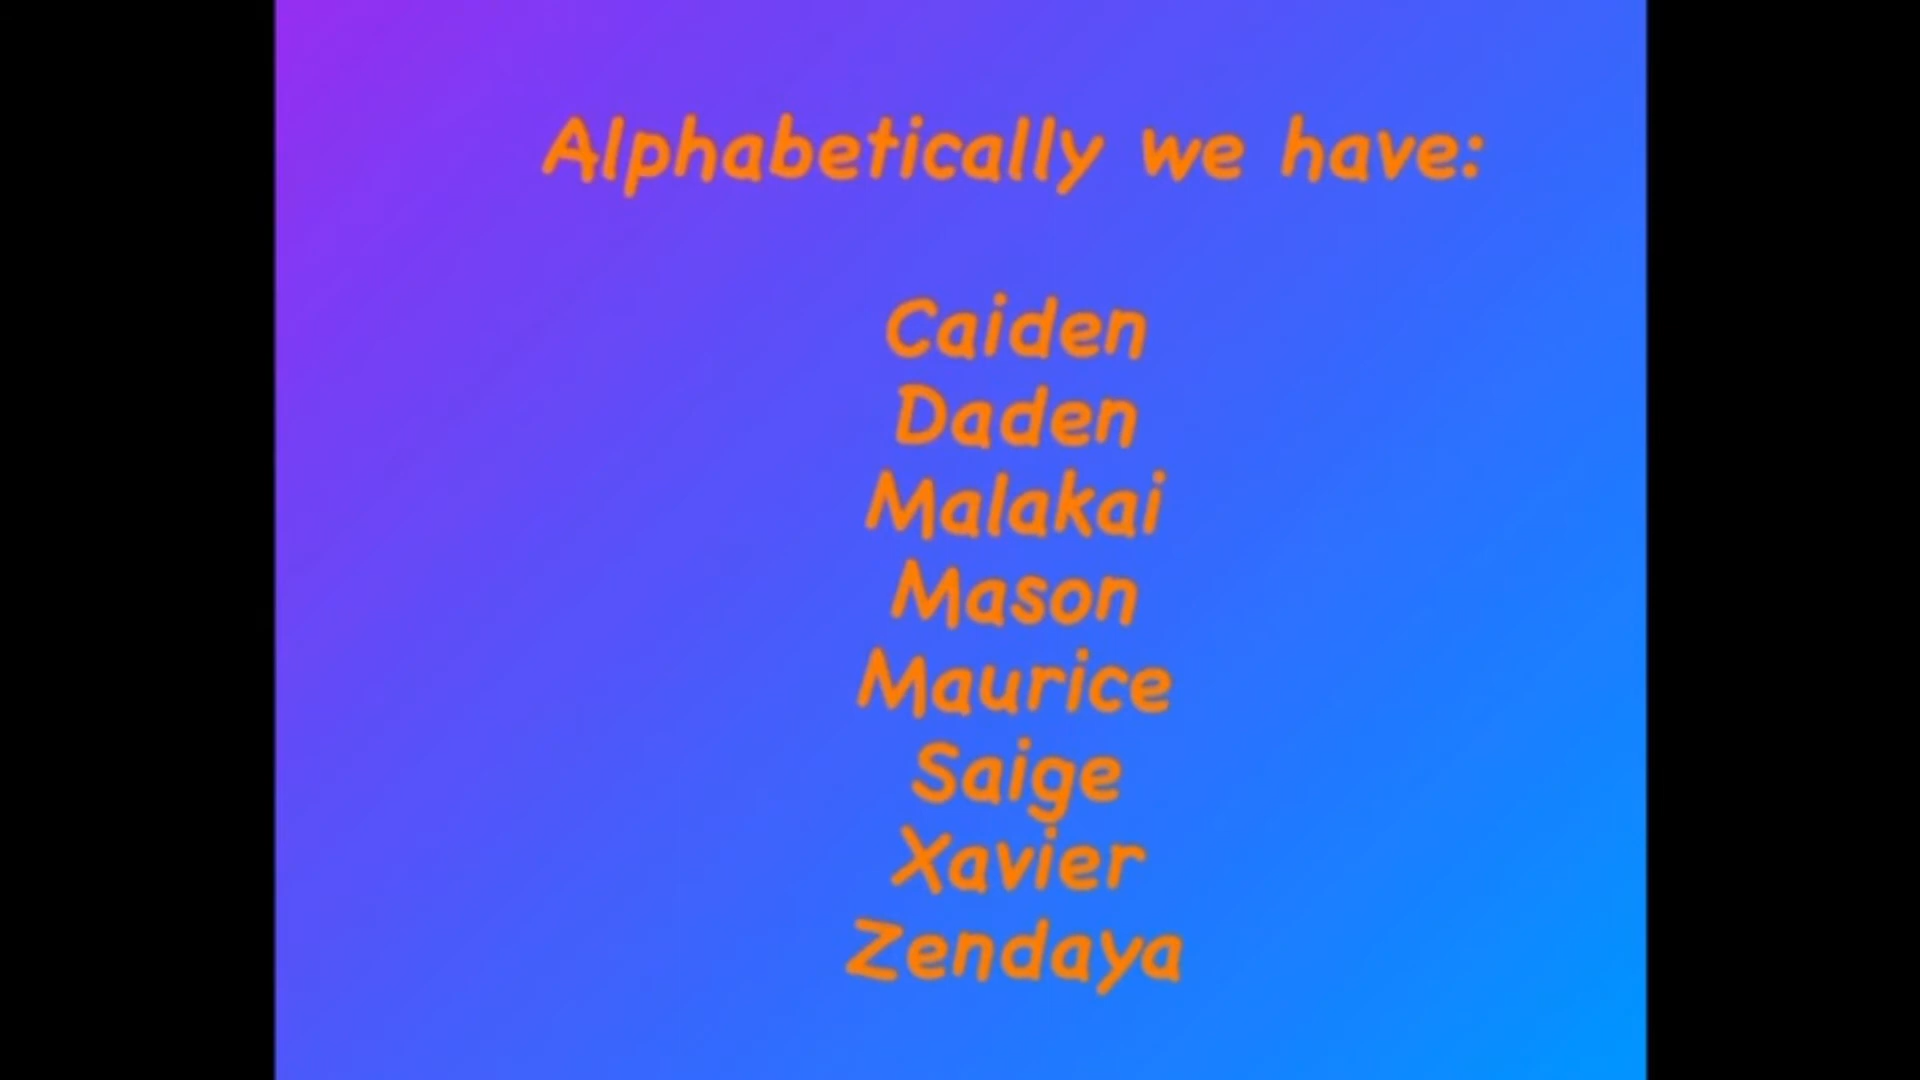 Alphabetically we have:
Caiden
Daden
Malakai
Mason
Maurice
Saige
Xavier
Zendaya